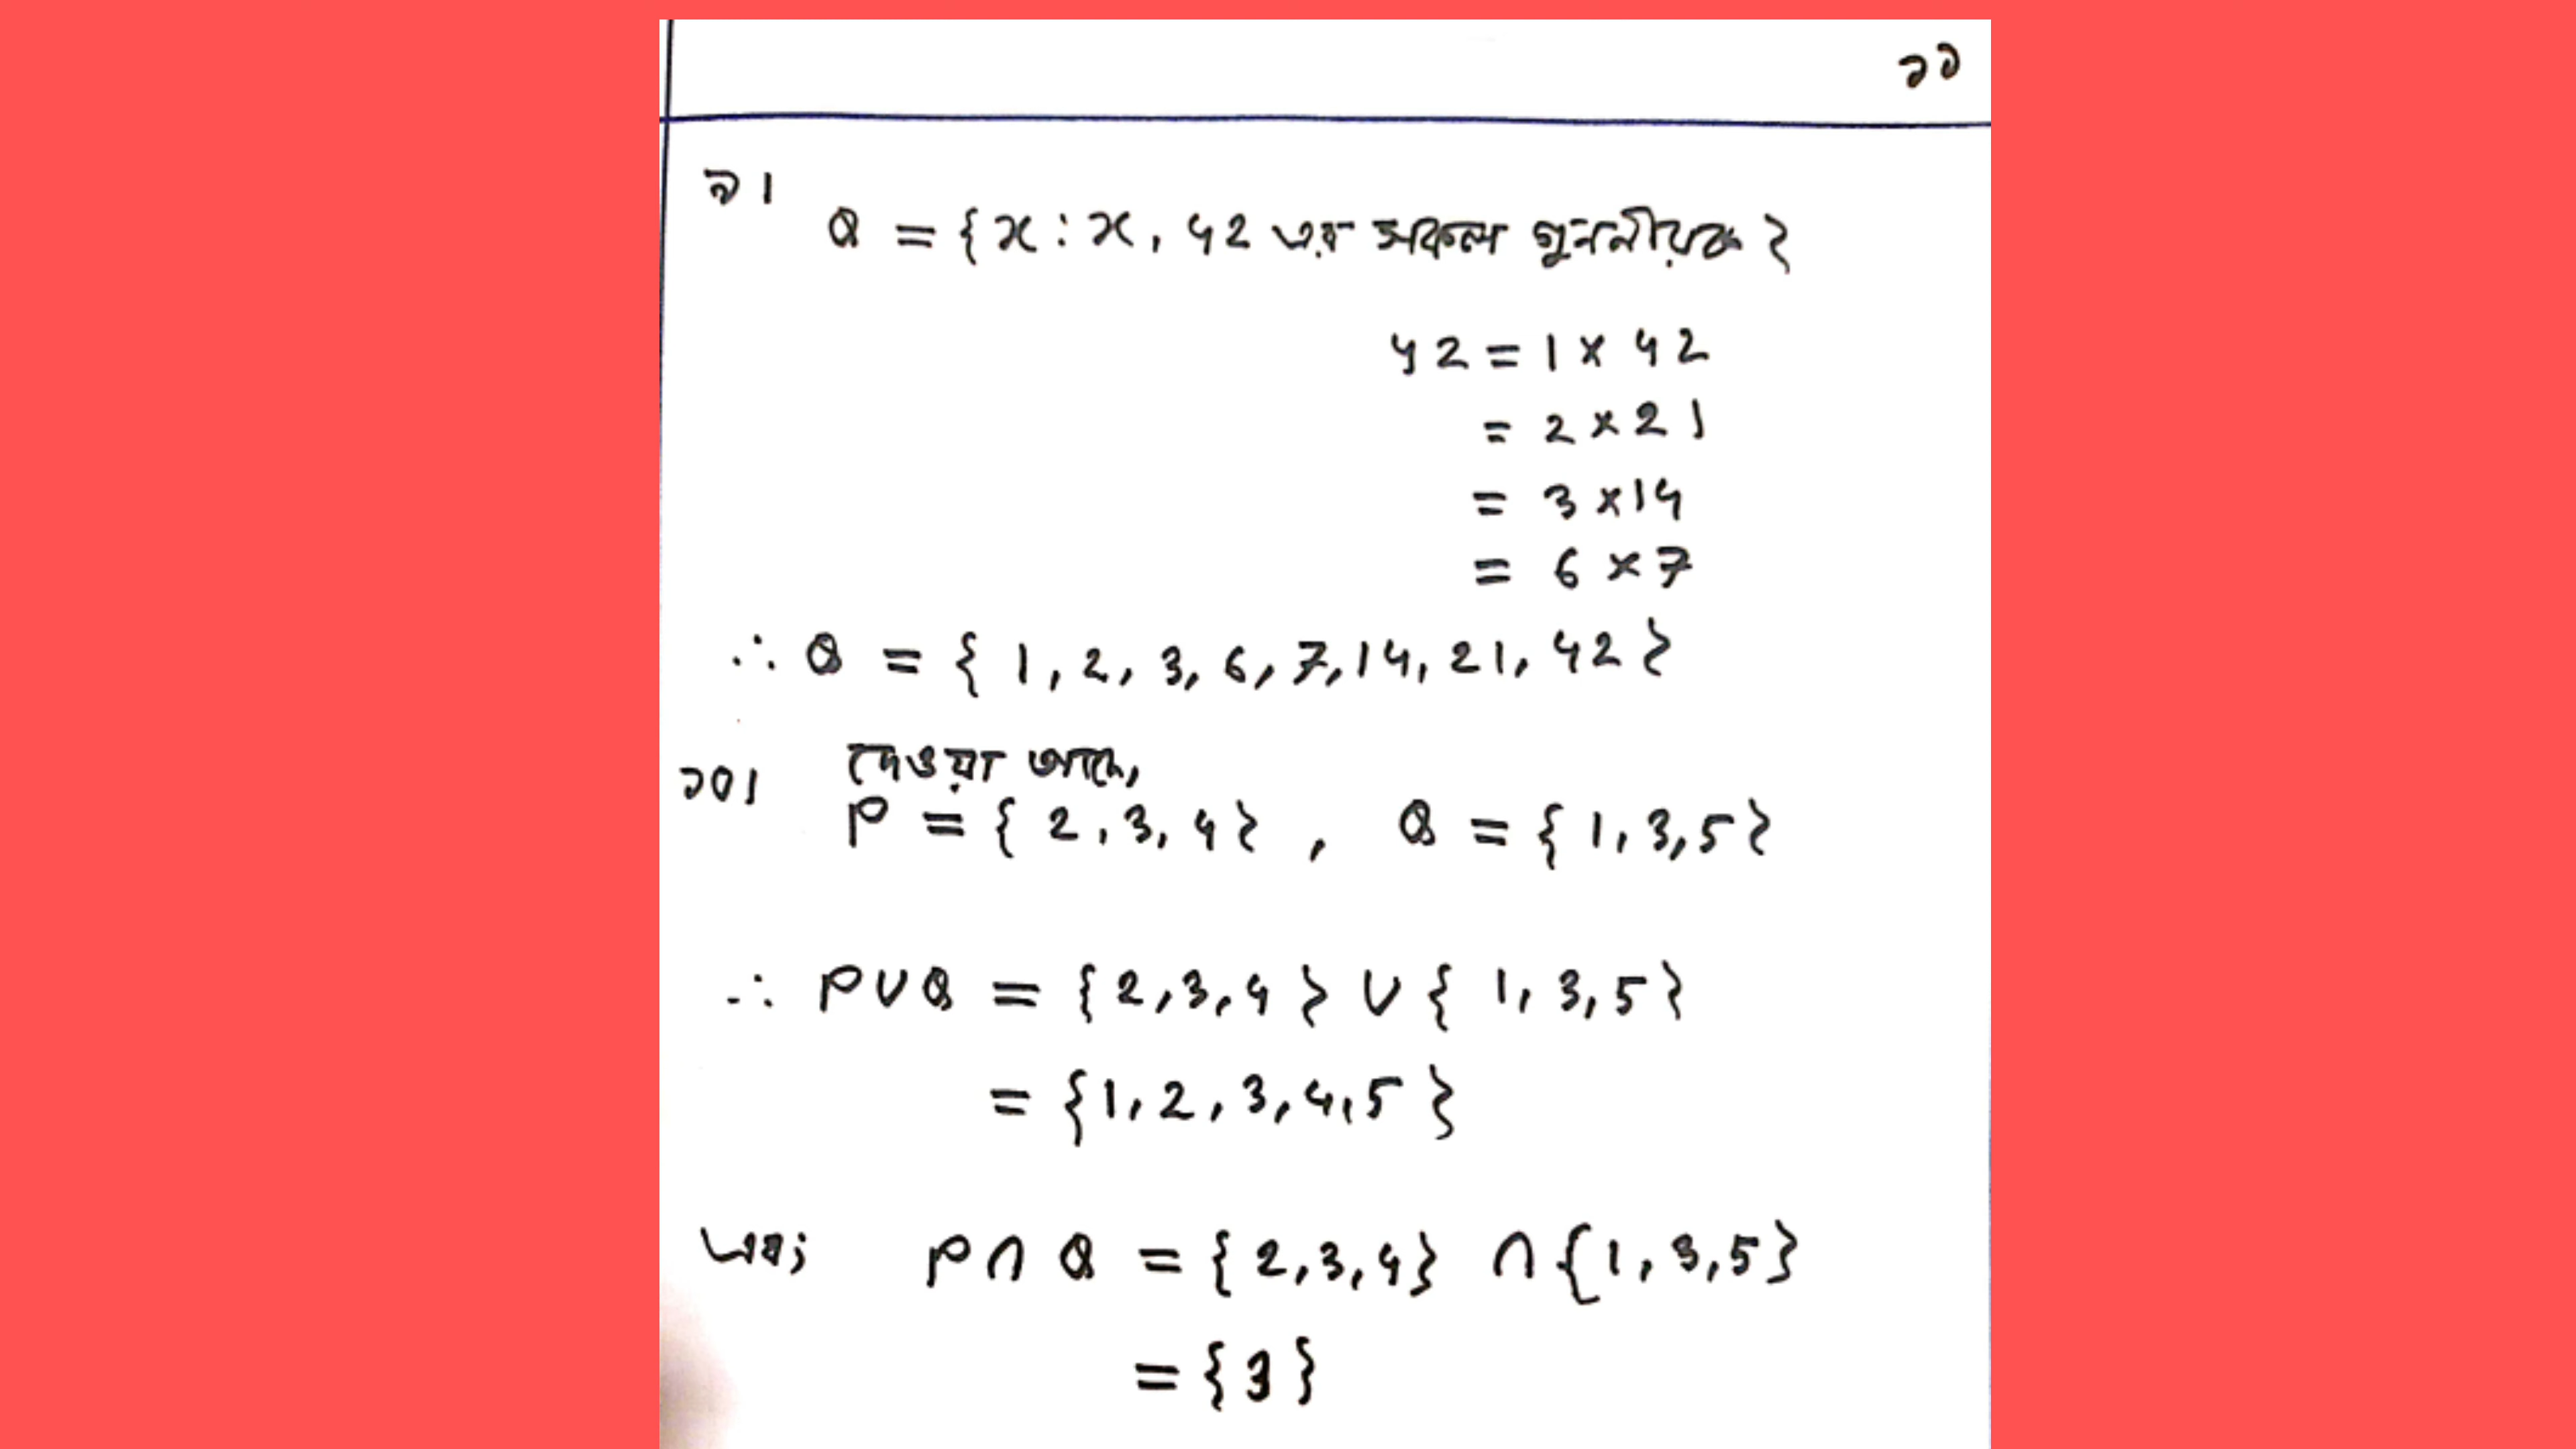 ১১
৯।
Q = {x : x, 42 এর সকল গুননীয়ক}
42 = 1 × 42
= 2 × 21
= 3 × 14
= 6 × 7
∴ Q = { 1, 2, 3, 6, 7, 14, 21, 42 }
১০। দেওয়া আছে,
P = { 2, 3, 4 } , Q = { 1, 3, 5 }
∴ P ∪ Q = { 2, 3, 4 } ∪ { 1, 3, 5 }
= { 1, 2, 3, 4, 5 }
এবং P ∩ Q = { 2, 3, 4 } ∩ { 1, 3, 5 }
= { 3 }